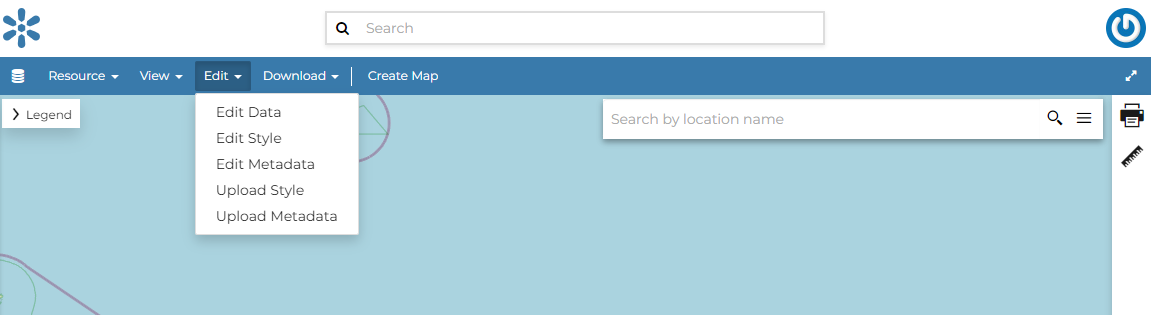 Search
Resource View Edit Download Create Map
Legend
Search by location name
Edit Data
Edit Style
Edit Metadata
Upload Style
Upload Metadata